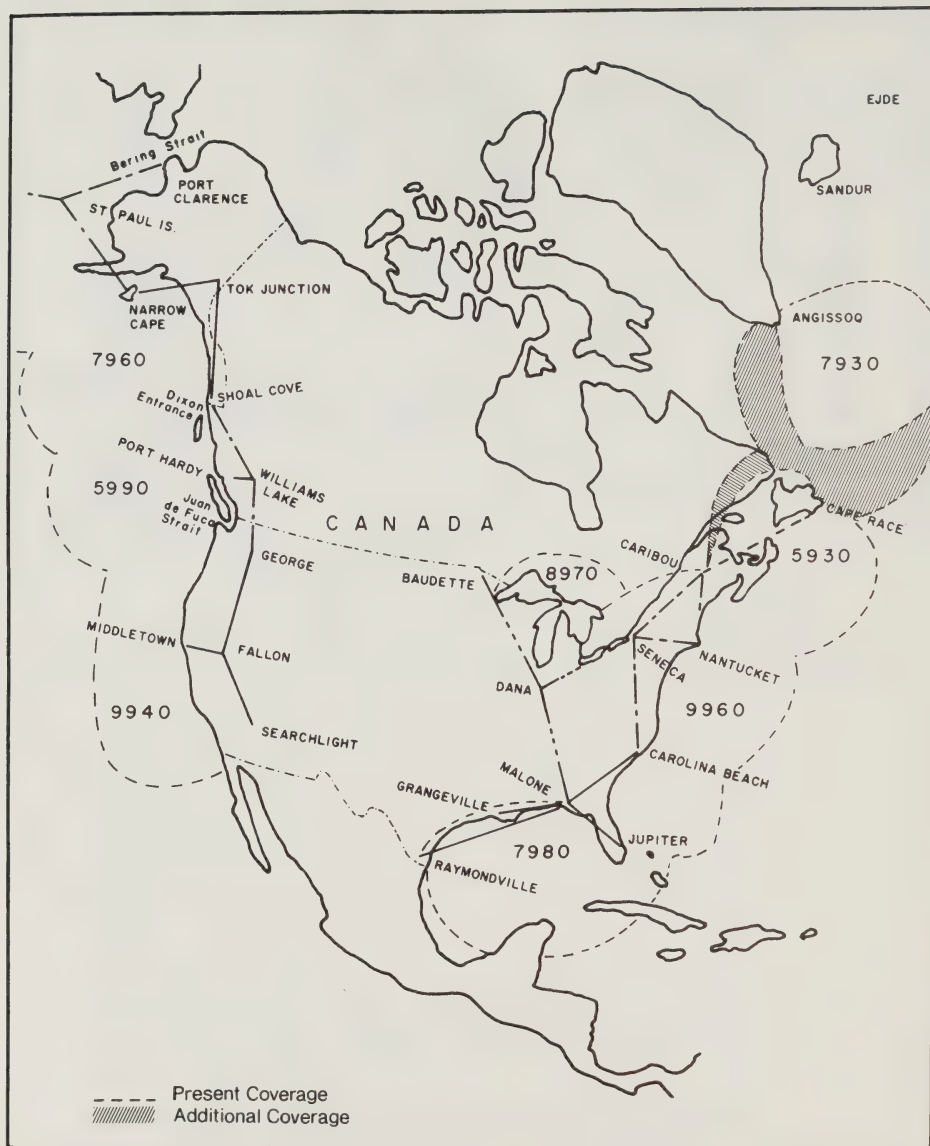 EJDE
Bering Strait
PORT
CLARENCE
SANDUR
ST. PAUL IS.
TOK JUNCTION
NARROW
CAPE
ANGISSOQ
7960
7930
SHOAL COVE
Dixon
Entrance
PORT HARDY
WILLIAMS
LAKE
5990
Juan
de Fuca
Strait
CANADA
CAPE RACE
GEORGE
CARIBOU
5930
BAUDETTE
8970
MIDDLETOWN
FALLON
SENECA
NANTUCKET
DANA
9940
9960
SEARCHLIGHT
CAROLINA BEACH
MALONE
GRANGEVILLE
7980
JUPITER
RAYMONDVILLE
Present Coverage
Additional Coverage